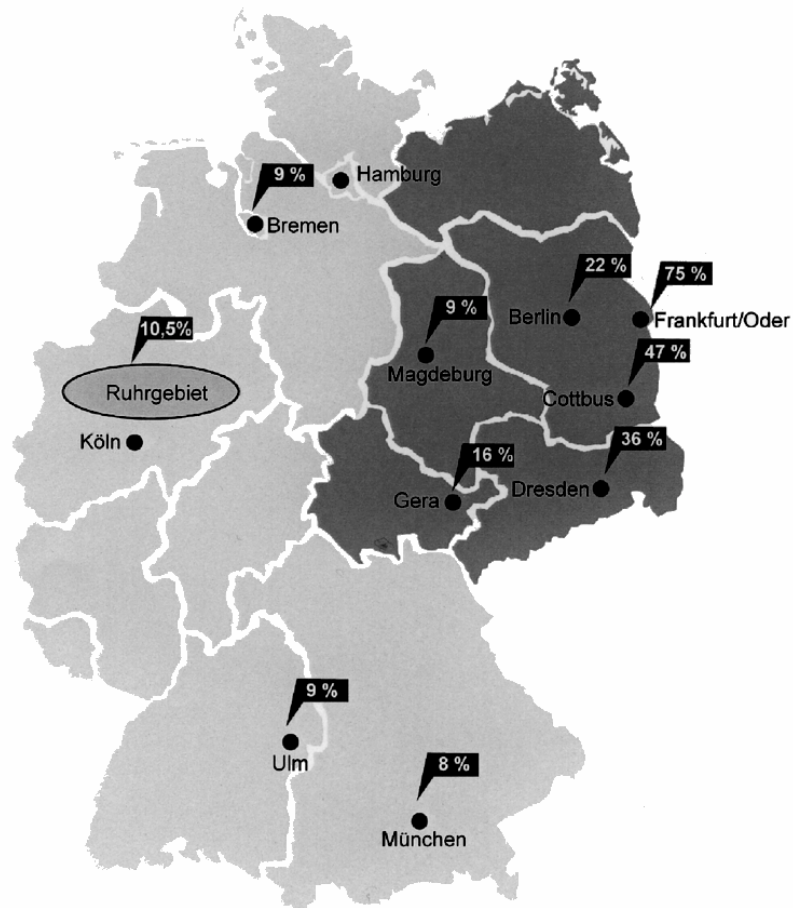 9 %
Hamburg
Bremen
22 %
75 %
Berlin
Frankfurt/Oder
9 %
Magdeburg
10,5%
Ruhrgebiet
47 %
Cottbus
Köln
16 %
36 %
Gera
Dresden
9 %
Ulm
8 %
München